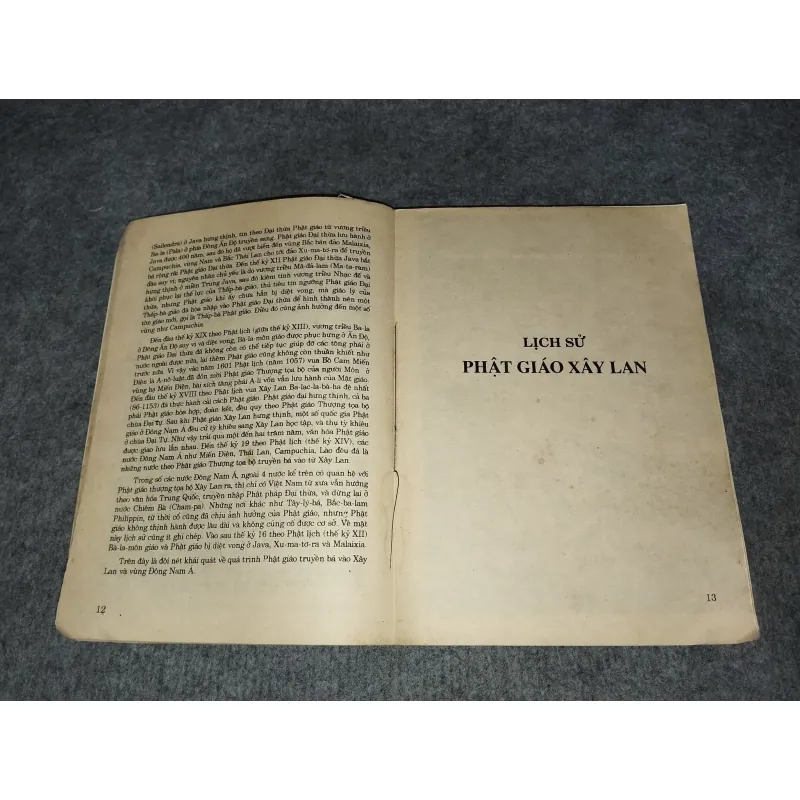 (Sailendra) ở Java hưng thịnh, tin theo Đại thừa Phật giáo từ vương triều
Ba-la (Pala) ở phía Đông Ấn Độ truyền sang. Phật giáo Đại thừa lưu hành ở
Java được 400 năm, sau đó họ đã vượt biển đến vùng Bắc bán đảo Malaixia,
Campuchia, vùng Nam và Bắc Thái Lan cho tới đảo Xu-ma-tơ-ra để truyền
bá rộng rãi Phật giáo Đại Thừa. Đến thế kỷ XII Phật giáo Đại thừa Java bắt
đầu suy vi, nguyên nhân chủ yếu là do vương triều Mã-đà-lam (Ma-ta-ram)
hưng thịnh ở miền Trung Java, sau đó kiêm tính vương triều Nhạc đế và
khôi phục lại thế lực của Thấp-bà-giáo, thủ tiêu tín ngưỡng Phật giáo Đại
thừa, nhưng Phật giáo khi ấy chưa hẳn bị diệt vong, mà giáo lý của
Thấp-bà-giáo đã hòa nhập vào Phật giáo Đại thừa để hình thành nên một
tôn giáo mới, gọi là Thấp-bà Phật giáo. Điều đó cũng ảnh hưởng đến một số
vùng như Campuchia.
Đến đầu thế kỷ XIX theo Phật lịch (giữa thế kỷ XIII), vương triều Ba-la
ở Đông Ấn Độ suy vi và diệt vong, Bà-la-môn giáo được phục hưng ở Ấn Độ,
Phật giáo Đại thừa đã không còn có thể tiếp tục giúp đỡ các tông phái ở
nước ngoài được nữa, lại thêm Phật giáo cũng không còn thuần khiết như
trước nữa. Vì vậy vào năm 1601 Phật lịch (năm 1057) vua Bồ Cam Miến
Điện là A-nô-luật đã đón mời Phật giáo Thượng tọa bộ của người Môn ở
vùng hạ Miến Điện, bài xích tăng phái A-lị vốn vẫn lưu hành của Mật giáo.
Đến đầu thế kỷ XVIII theo Phật lịch vua Xây Lan Ba-lạc-la-bà-ha đệ nhất
(86-1153) đã thực hành cải cách Phật giáo. Phật giáo đại hưng thịnh, cả ba
phái Phật giáo hòa hợp, đoàn kết, đều quy theo Phật giáo Thượng tọa bộ
chùa Đại Tự. Sau khi Phật giáo Xây Lan hưng thịnh, một số quốc gia Phật
giáo ở Đông Nam Á đều cử tỳ khiêu sang Xây Lan học tập, và thụ tỳ khiêu
ở chùa Đại Tự. Như vậy trải qua một đến hai trăm năm, văn hóa Phật giáo
được giao lưu lẫn nhau. Đến thế kỷ 19 theo Phật lịch (thế kỷ XIV), các
nước Đông Nam Á như Miến Điện, Thái Lan, Campuchia, Lào đều đã là
những nước theo Phật giáo Thượng tọa bộ truyền bá vào từ Xây Lan
Trong số các nước Đông Nam Á, ngoài 4 nước kể trên có quan hệ với
Phật giáo thượng tọa bộ Xây Lan ra, thì chỉ có Việt Nam từ xưa vẫn hướng
theo văn hóa Trung Quốc, truyền nhập Phật pháp Đại thừa, và dừng lại ở
nước Chiêm Bà (Cham-pa). Những nơi khác như Tây-lý-bá, Bắc-ba-lam
Philippin, từ thời cổ cũng đã chịu ảnh hưởng của Phật giáo, nhưng Phật
giáo không thịnh hành được lâu dài và không củng cố được cơ sở. Về mặt
này lịch sử cũng ít ghi chép. Vào sau thế kỷ 16 theo Phật lịch (thế kỷ XII)
Bà-la-môn giáo và Phật giáo bị diệt vong ở Java, Xu-ma-tơ-ra và Malaixia.
Trên đây là đôi nét khái quát về quá trình Phật giáo truyền bá vào Xây
Lan và vùng Đông Nam Á.
12
LỊCH SỬ
PHẬT GIÁO XÂY LAN
13